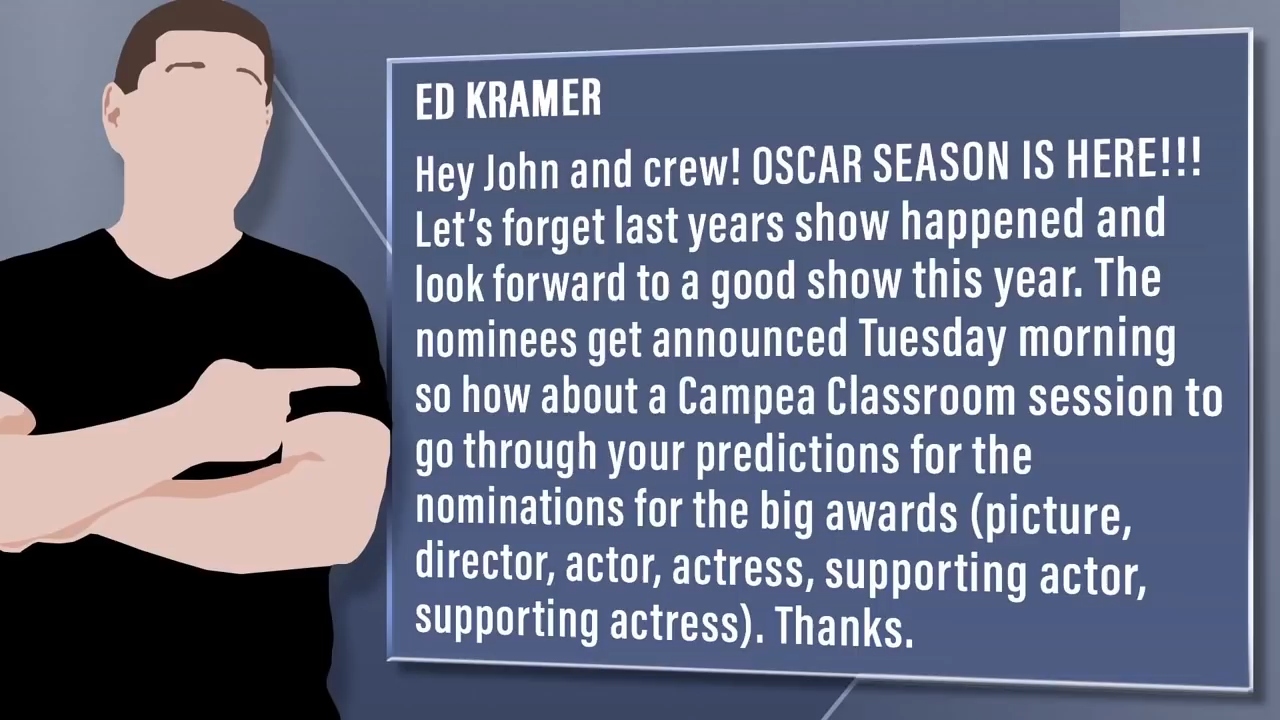 ED KRAMER
Hey John and crew! OSCAR SEASON IS HERE!!!
Let's forget last years show happened and
look forward to a good show this year. The
nominees get announced Tuesday morning
so how about a Campea Classroom session to
go through your predictions for the
nominations for the big awards (picture,
director, actor, actress, supporting actor,
supporting actress). Thanks.